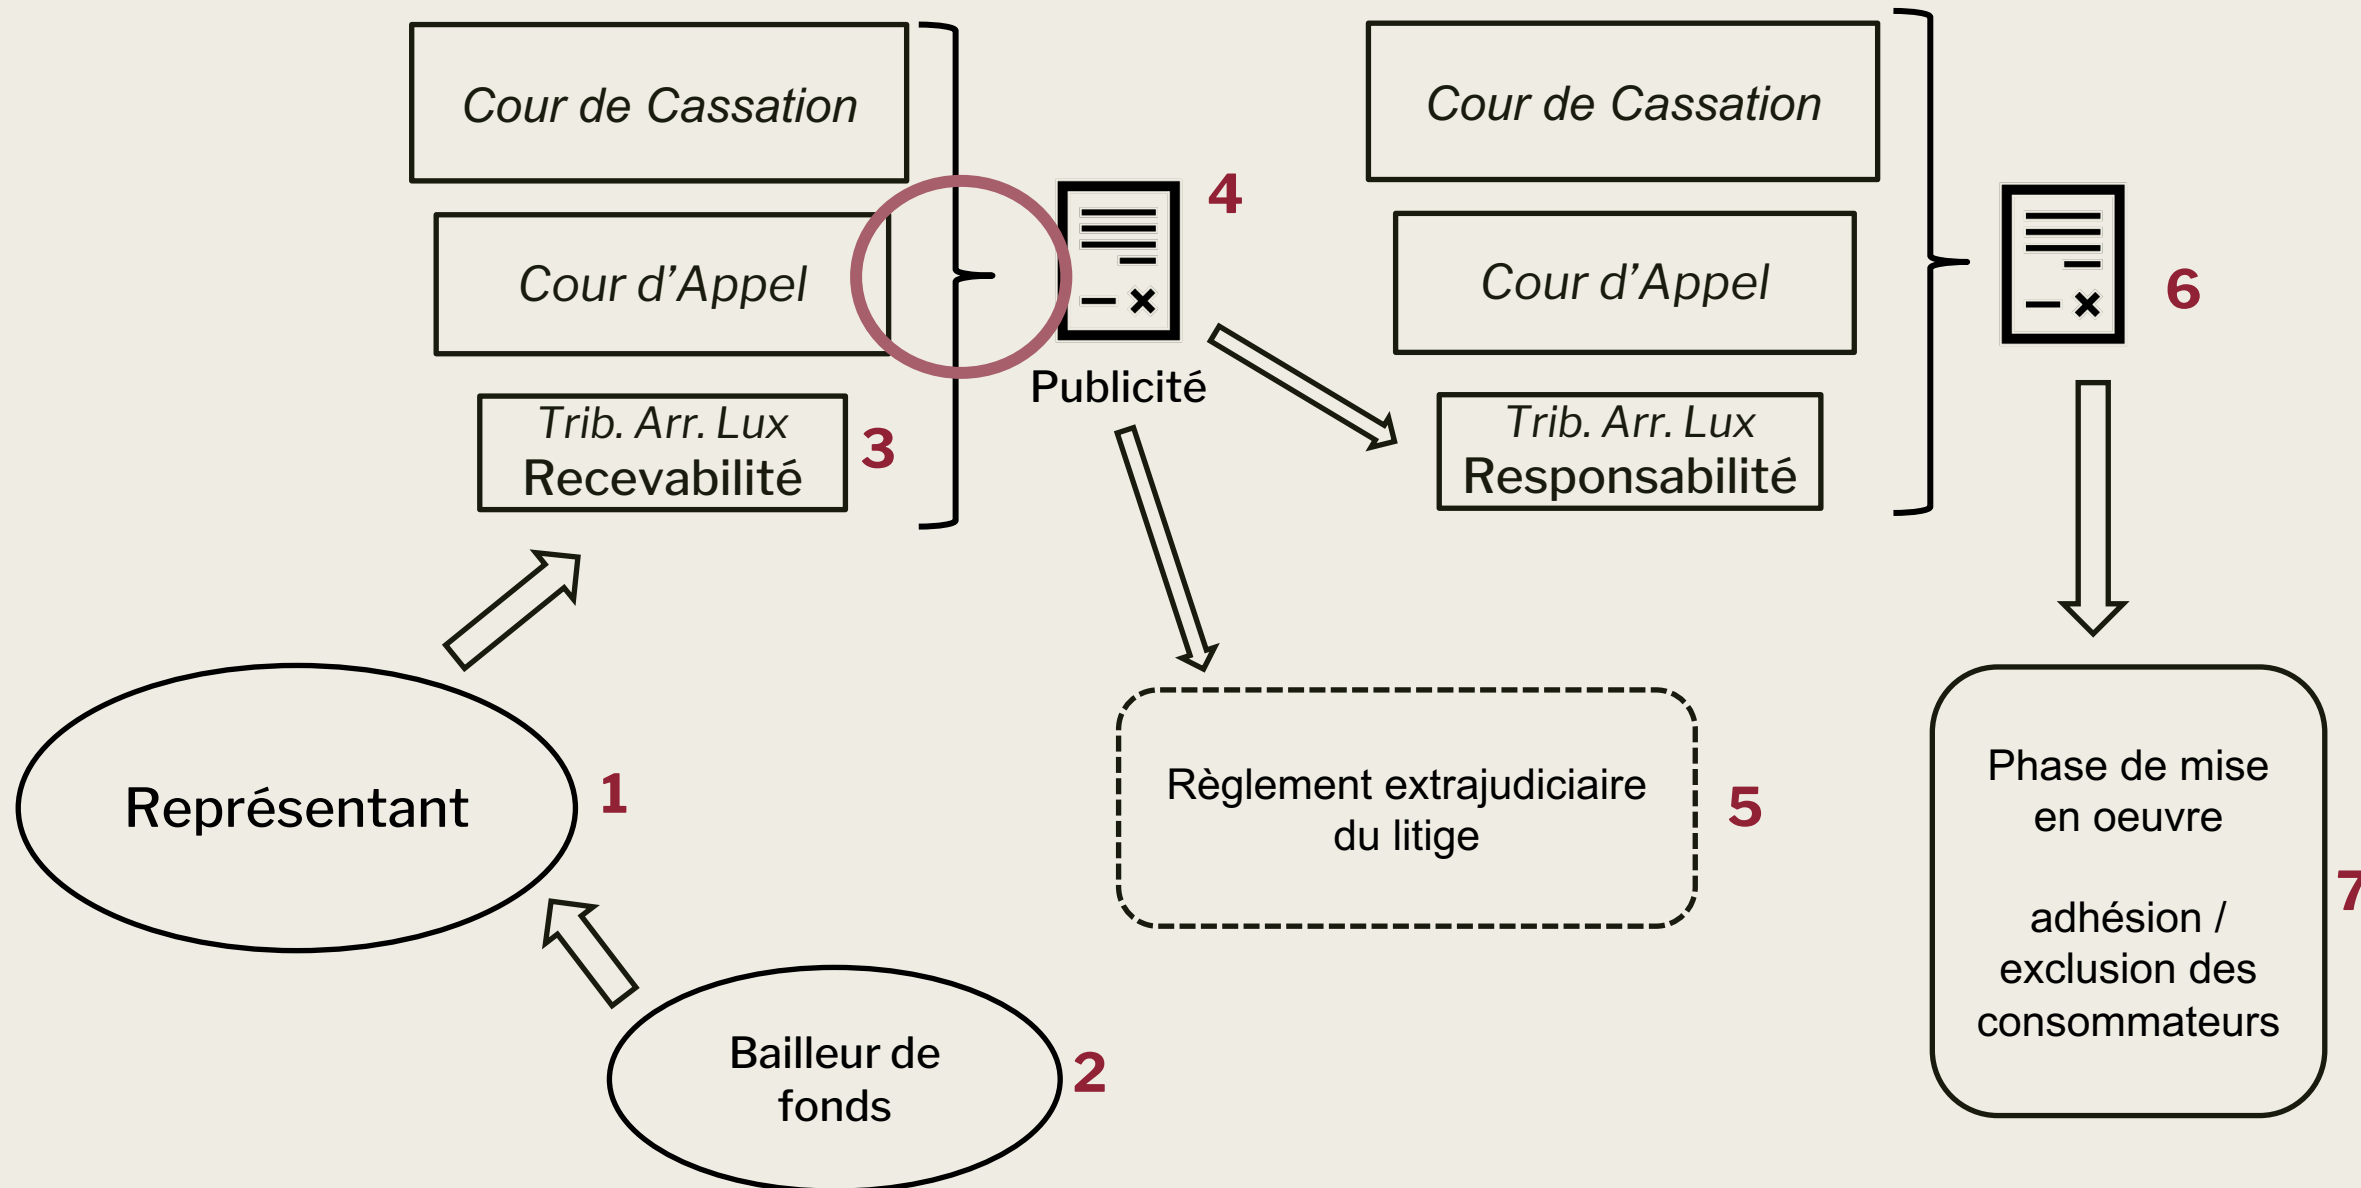 Cour de Cassation
Cour d’Appel
Trib. Arr. Lux
Recevabilité
3
4
Publicité
Cour de Cassation
Cour d’Appel
Trib. Arr. Lux
Responsabilité
6
Représentant
1
Bailleur de
fonds
2
Règlement extrajudiciaire
du litige
5
Phase de mise
en oeuvre
adhésion /
exclusion des
consommateurs
7